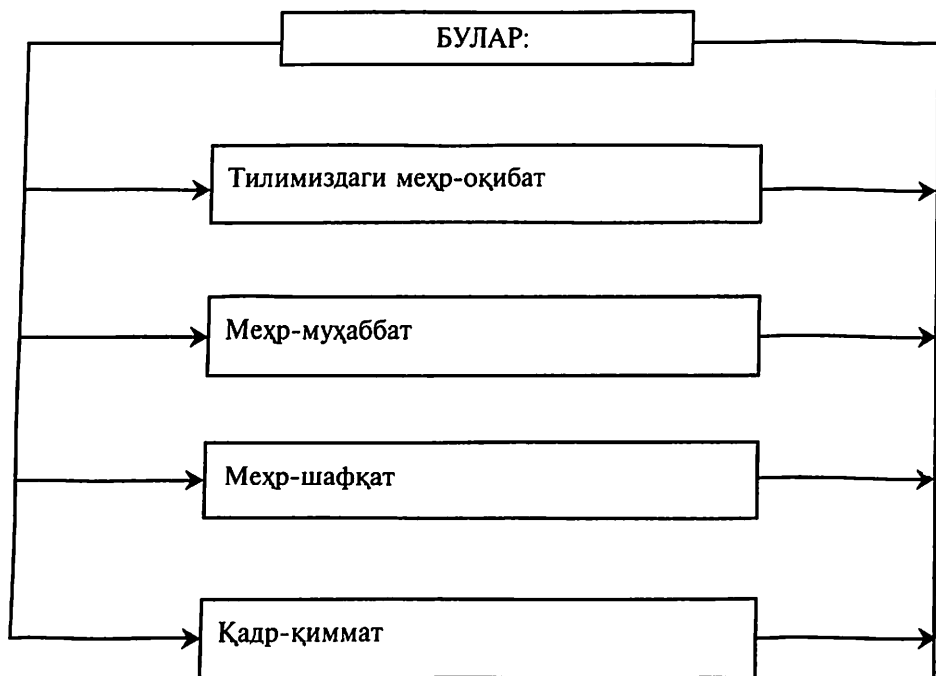 БУЛАР:
Тилимиздаги меҳр-оқибат
Меҳр-муҳаббат
Меҳр-шафқат
Қадр-қиммат